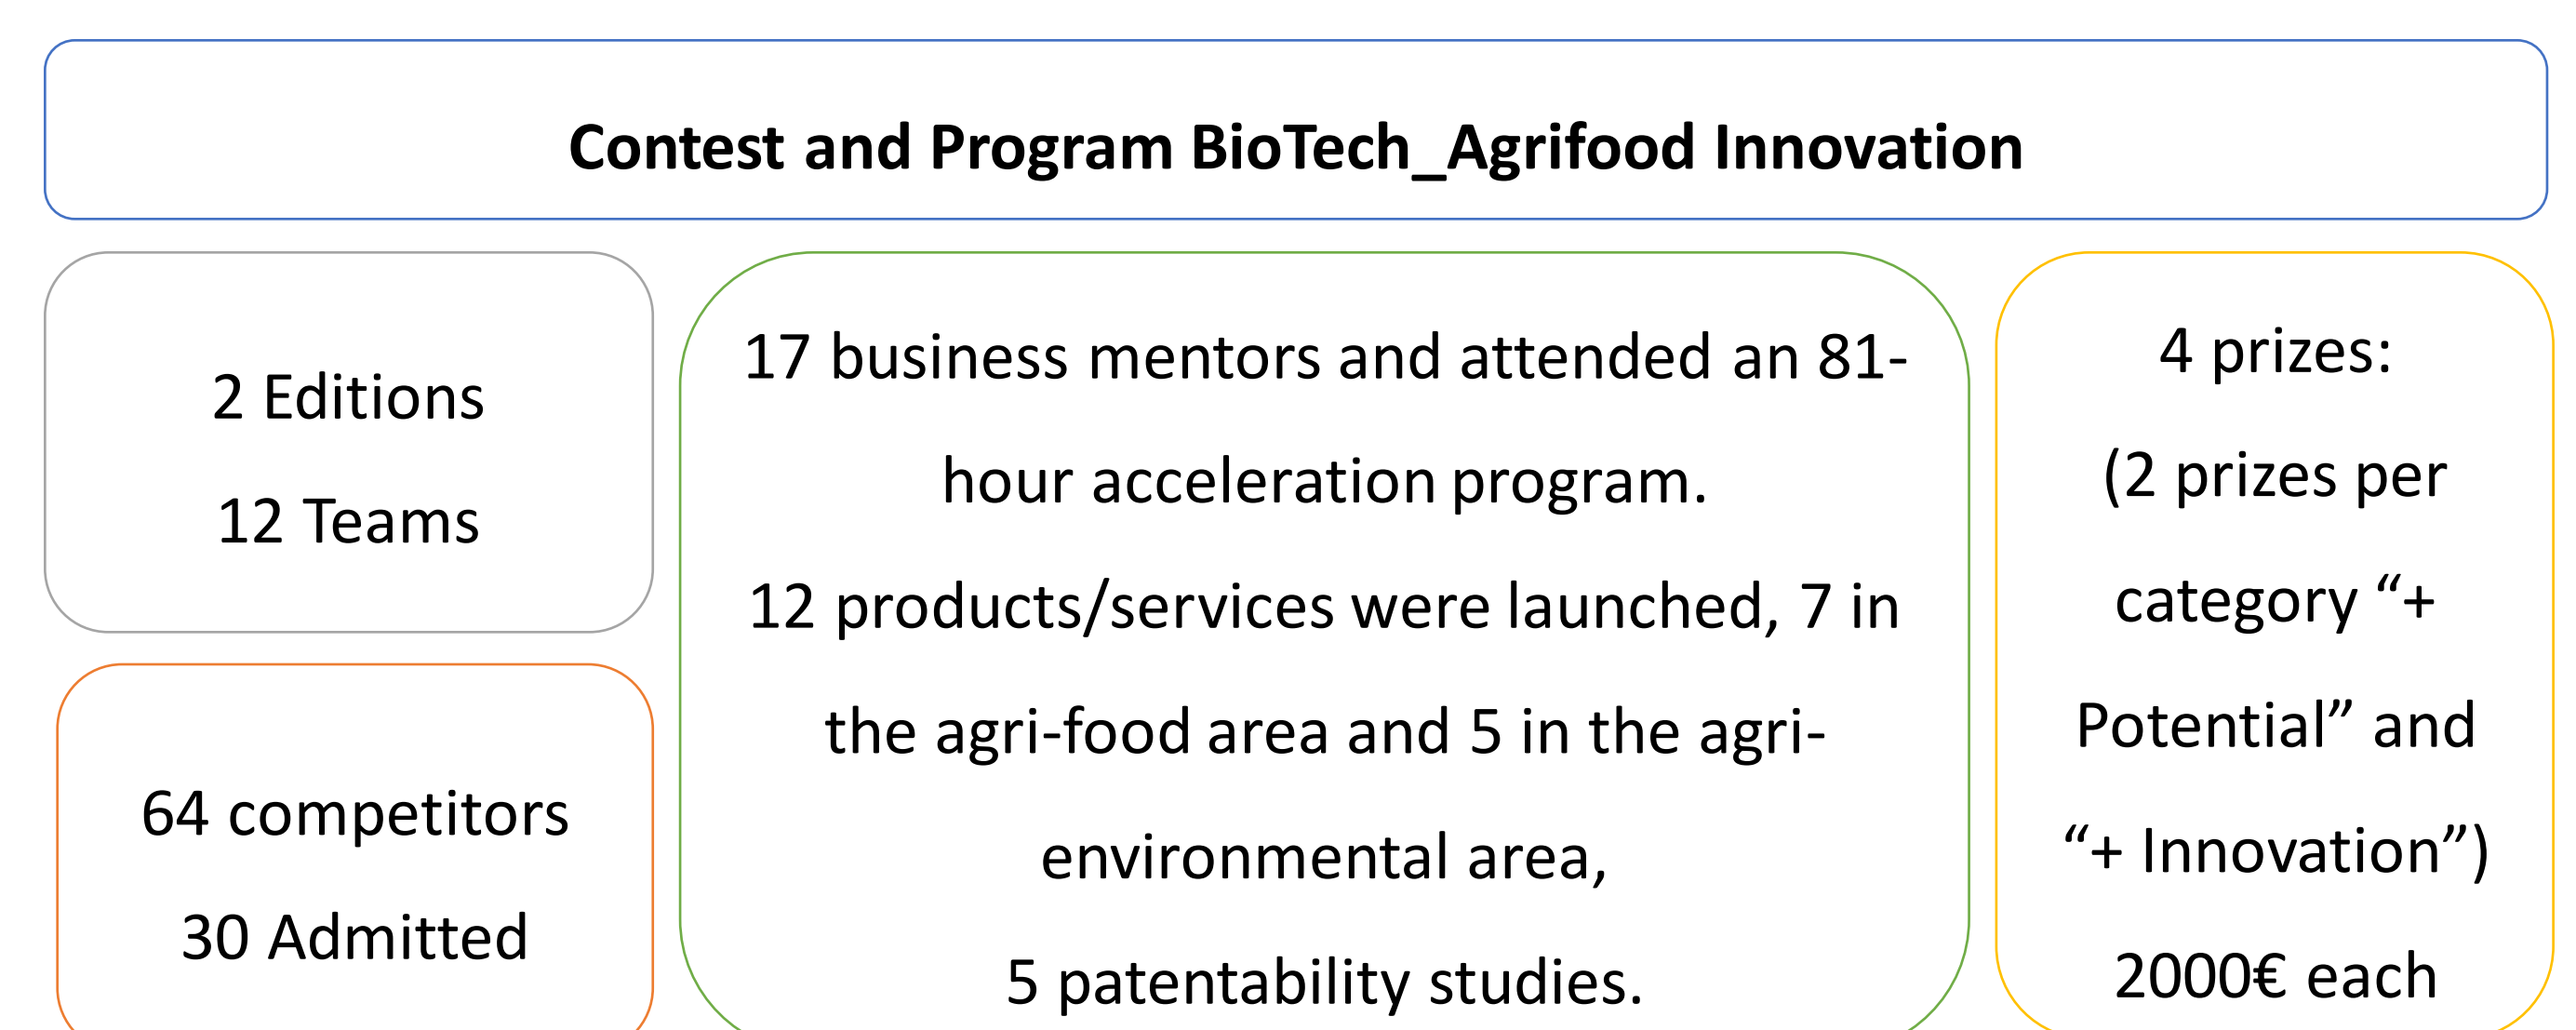 Contest and Program BioTech_Agrifood Innovation
2 Editions
12 Teams
64 competitors
30 Admitted
17 business mentors and attended an 81-
hour acceleration program.
12 products/services were launched, 7 in
the agri-food area and 5 in the agri-
environmental area,
5 patentability studies.
4 prizes:
(2 prizes per
category “+
Potential” and
“+ Innovation”)
2000€ each